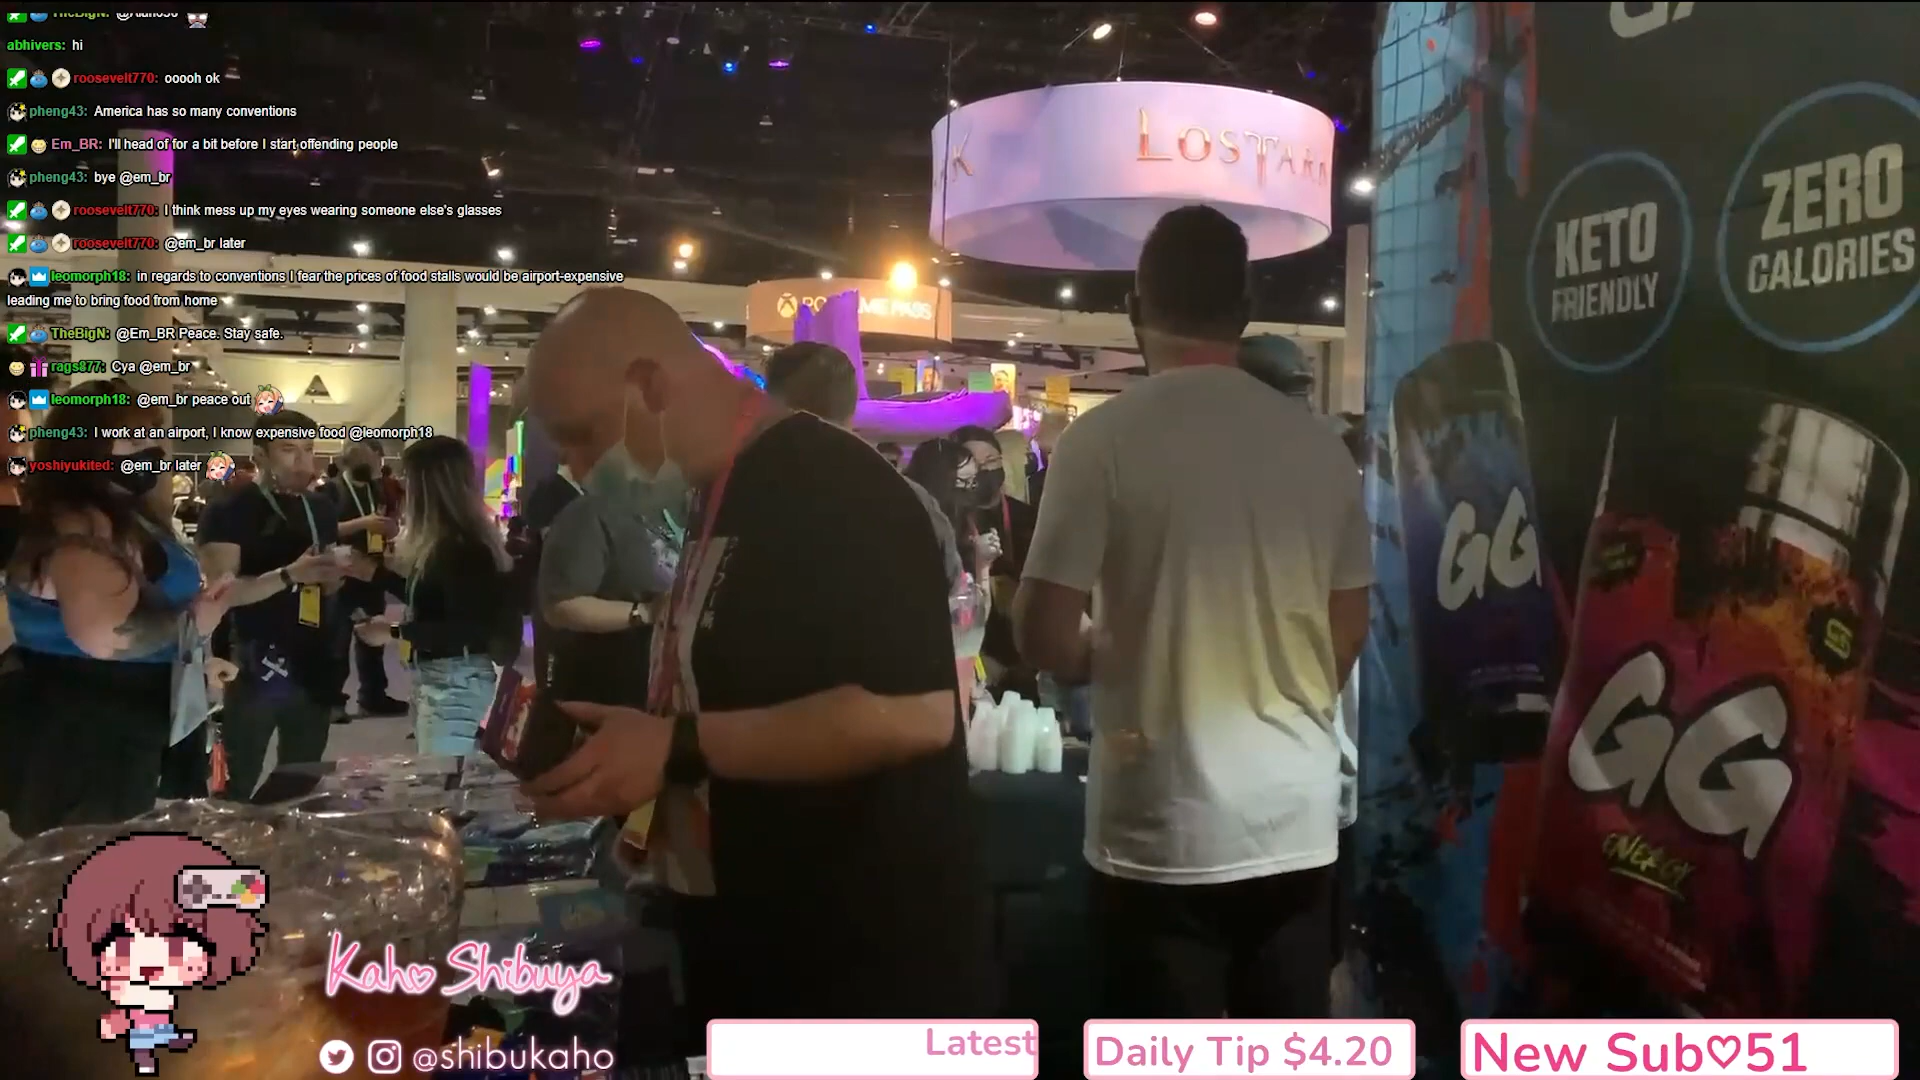 TheBigN: @Alario56
abhivers: hi
roosevelt770: ooooh ok
pheng43: America has so many conventions
Em_BR: I'll head of for a bit before I start offending people
pheng43: bye @em_br
roosevelt770: I think mess up my eyes wearing someone else's glasses
roosevelt770: @em_br later
leomorph18: in regards to conventions I fear the prices of food stalls would be airport-expensive
leading me to bring food from home
TheBigN: @Em_BR Peace. Stay safe.
rags877: Cya @em_br
leomorph18: @em_br peace out
pheng43: I work at an airport, I know expensive food @leomorph18
yoshiyukited: @em_br later
LOST ARK
KETO
FRIENDLY
ZERO
CALORIES
GG
GG
ENERGY
Kaho Shibuya
@shibukaho
Latest
Daily Tip $4.20
New Sub♡51